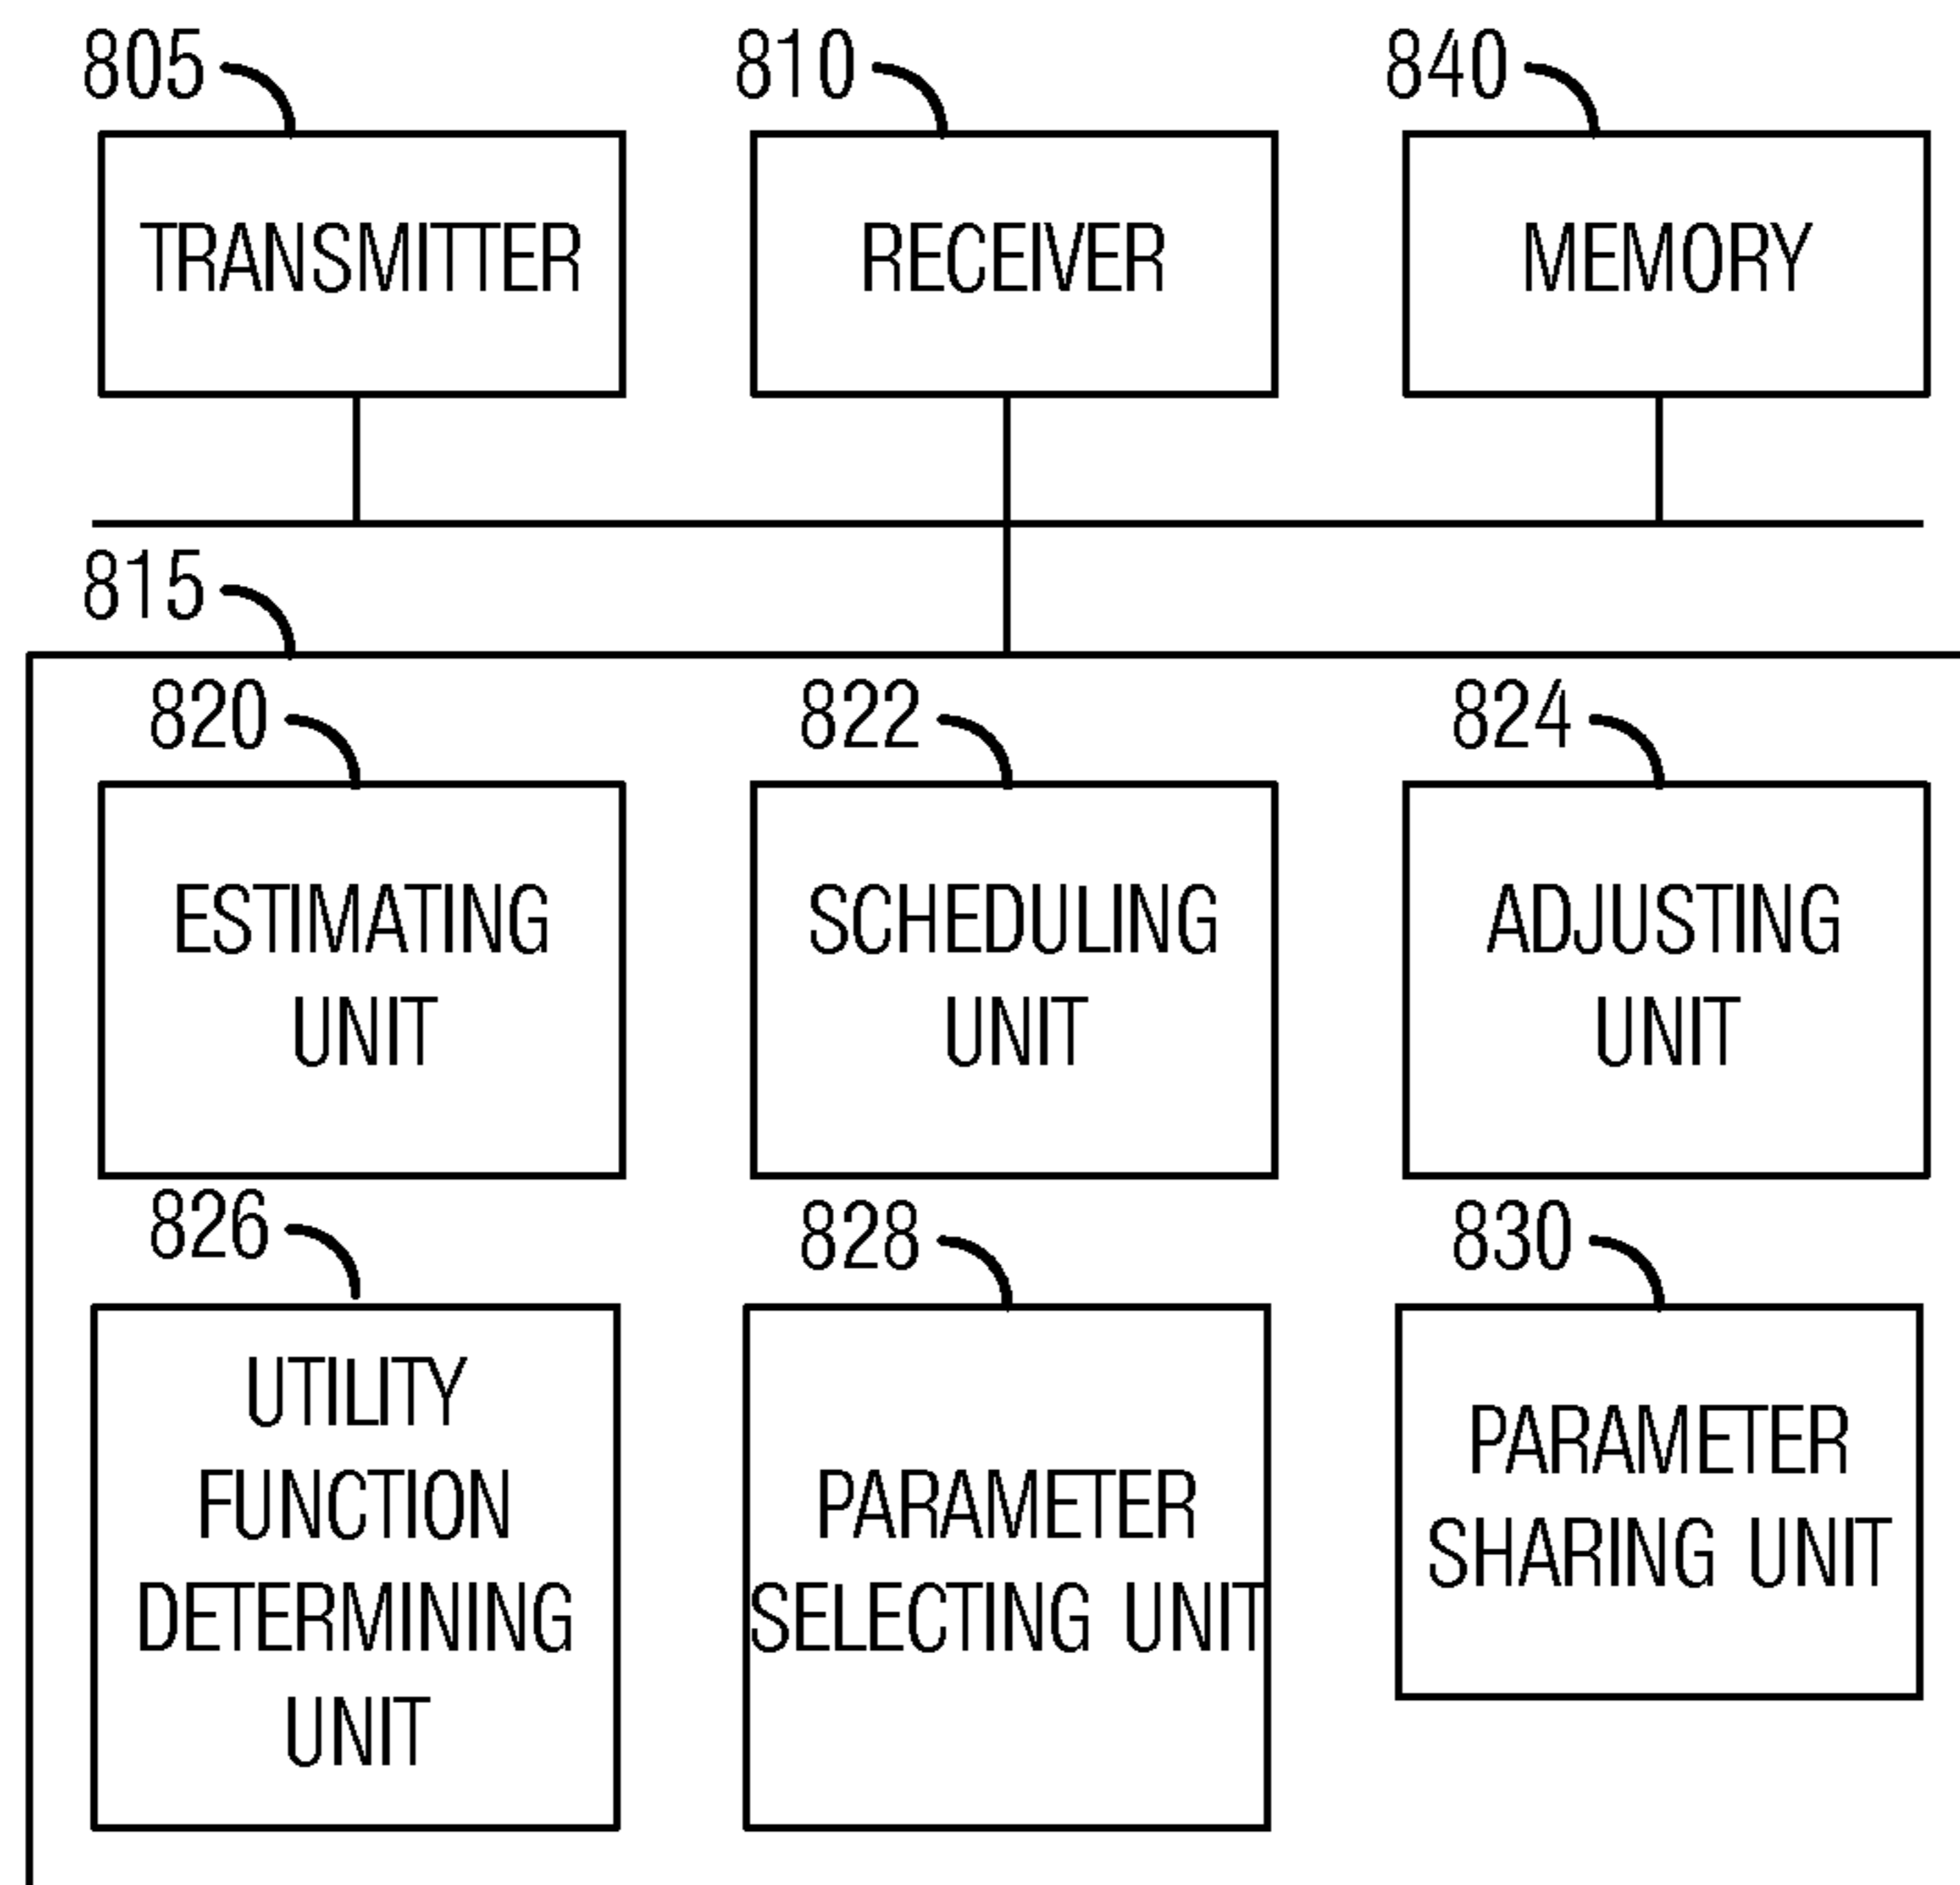 805
810
840
TRANSMITTER
RECEIVER
MEMORY
815
820
822
824
ESTIMATING
UNIT
SCHEDULING
UNIT
ADJUSTING
UNIT
826
828
830
UTILITY
FUNCTION
DETERMINING
UNIT
PARAMETER
SELECTING UNIT
PARAMETER
SHARING UNIT